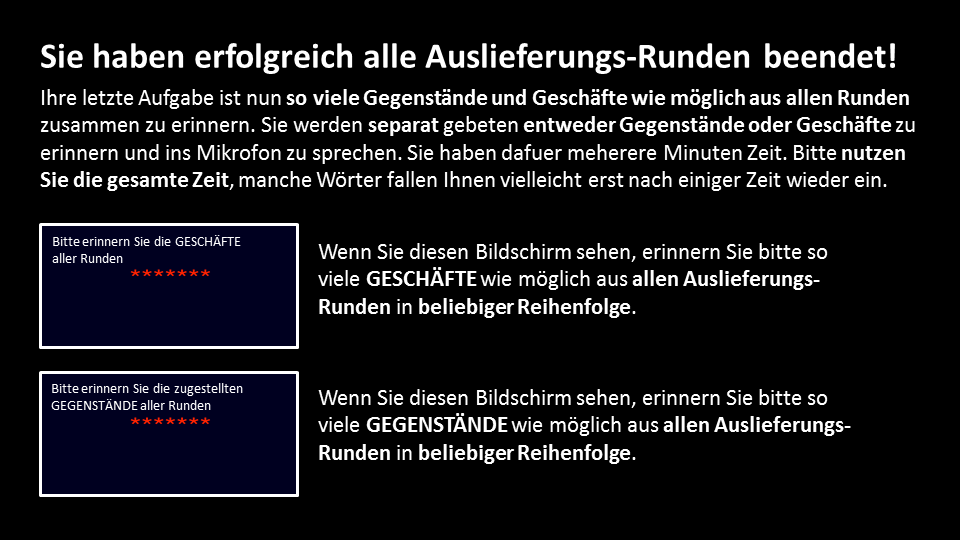 Sie haben erfolgreich alle Auslieferungs-Runden beendet!
Ihre letzte Aufgabe ist nun so viele Gegenstände und Geschäfte wie möglich aus allen Runden
zusammen zu erinnern. Sie werden separat gebeten entweder Gegenstände oder Geschäfte zu
erinnern und ins Mikrofon zu sprechen. Sie haben dafuer meherere Minuten Zeit. Bitte nutzen
Sie die gesamte Zeit, manche Wörter fallen Ihnen vielleicht erst nach einiger Zeit wieder ein.
Bitte erinnern Sie die GESCHÄFTE
aller Runden
*******
Wenn Sie diesen Bildschirm sehen, erinnern Sie bitte so
viele GESCHÄFTE wie möglich aus allen Auslieferungs-
Runden in beliebiger Reihenfolge.
Bitte erinnern Sie die zugestellten
GEGENSTÄNDE aller Runden
*******
Wenn Sie diesen Bildschirm sehen, erinnern Sie bitte so
viele GEGENSTÄNDE wie möglich aus allen Auslieferungs-
Runden in beliebiger Reihenfolge.